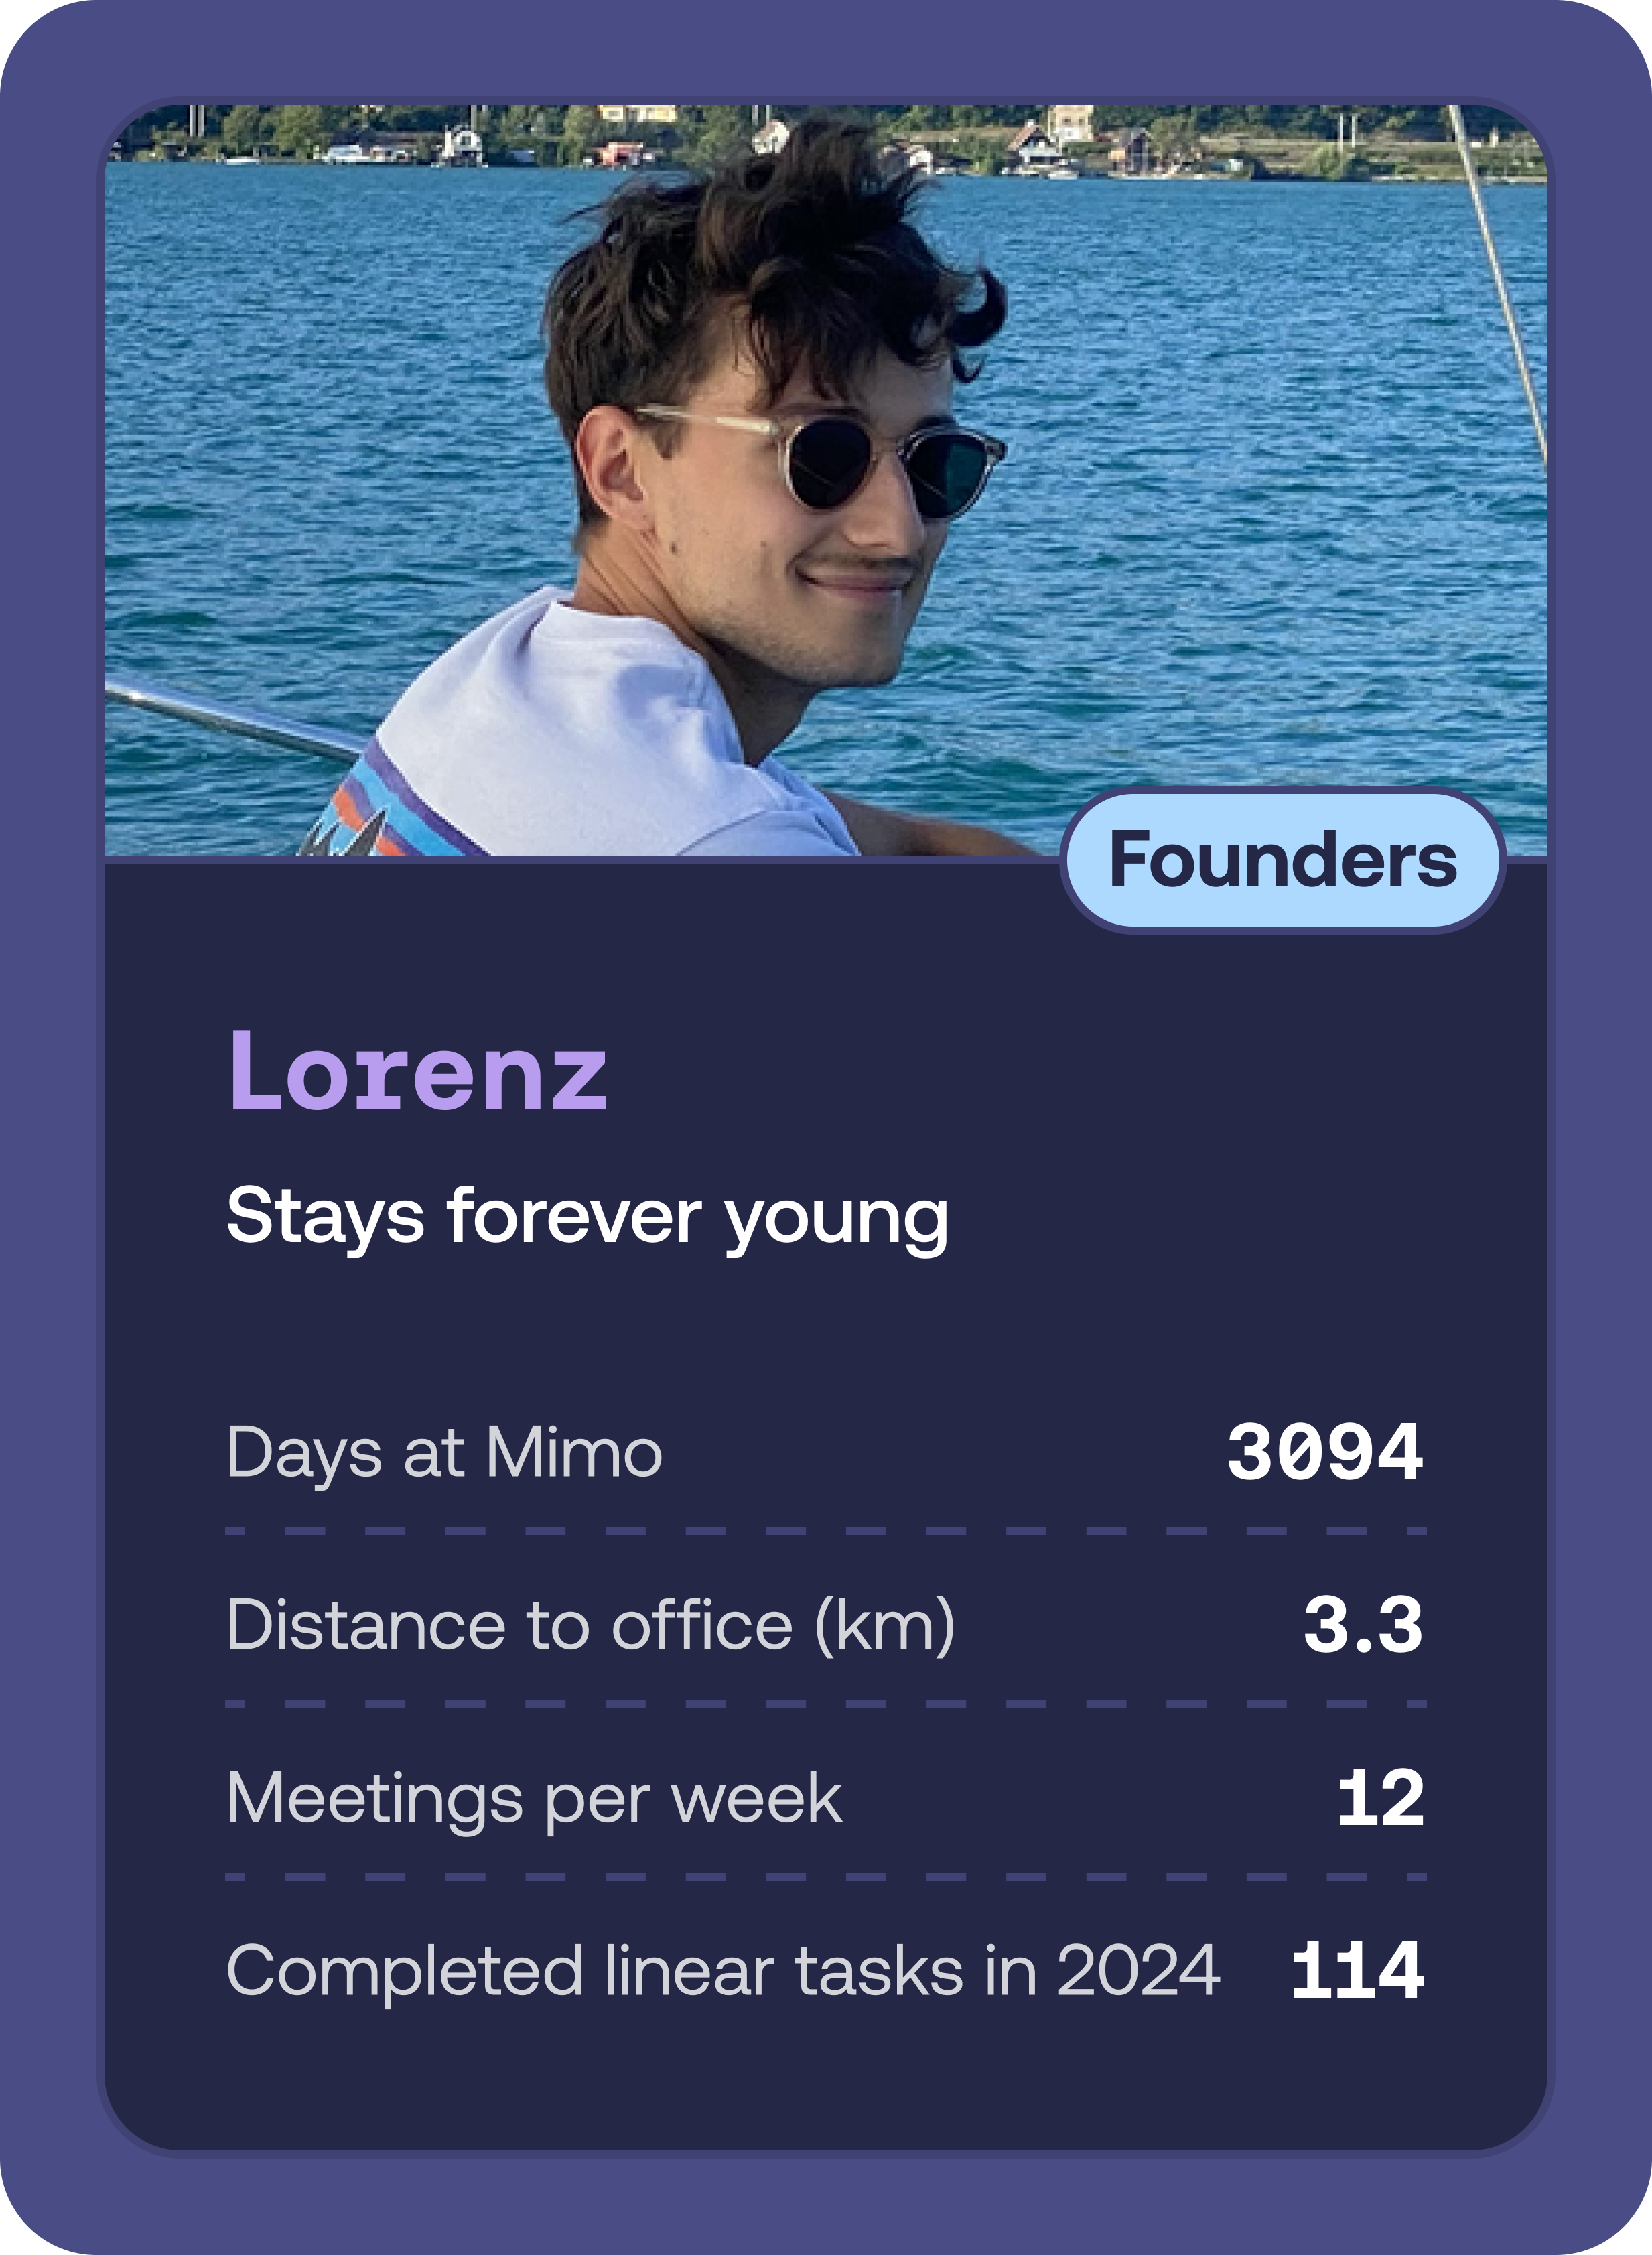 Founders
Lorenz
Stays forever young
Days at Mimo 3094
Distance to office (km) 3.3
Meetings per week 12
Completed linear tasks in 2024 114